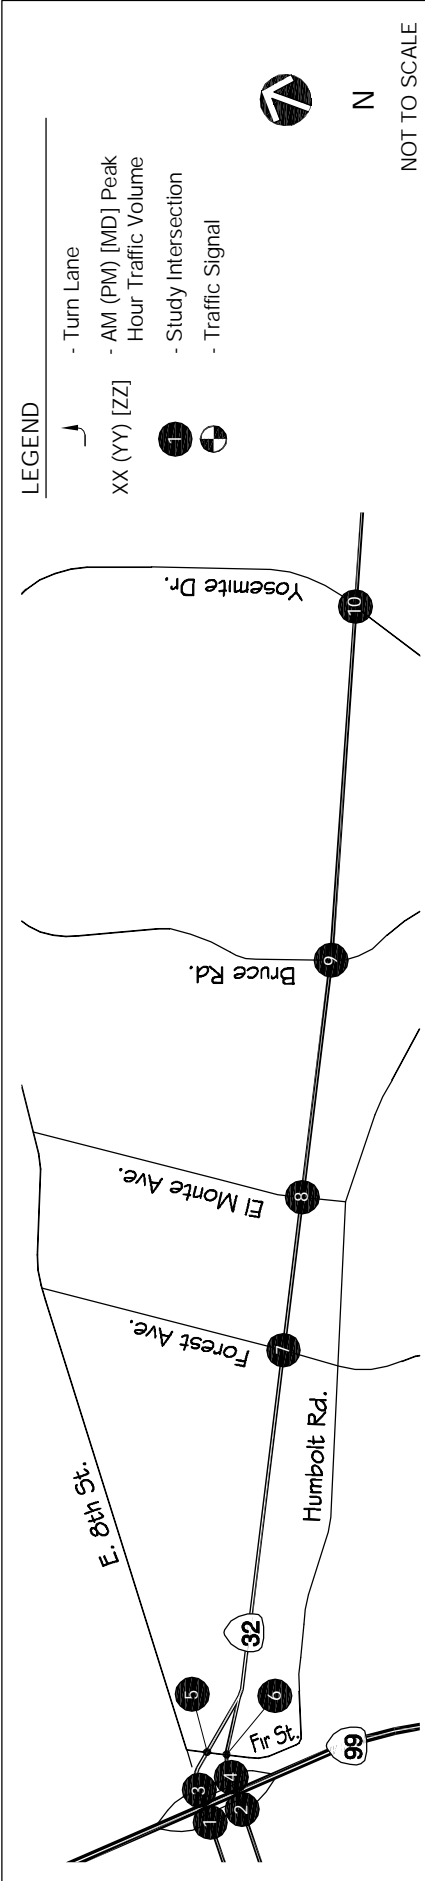 LEGEND
- Turn Lane
XX (YY) [ZZ] - AM (PM) [MD] Peak
Hour Traffic Volume
1 - Study Intersection
- Traffic Signal
N
NOT TO SCALE
E. 8th St.
Forest Ave.
El Monte Ave.
Bruce Rd.
Yosemite Dr.
Humbolt Rd.
Fir St.
32
99
1
2
3
4
5
6
7
8
9
10